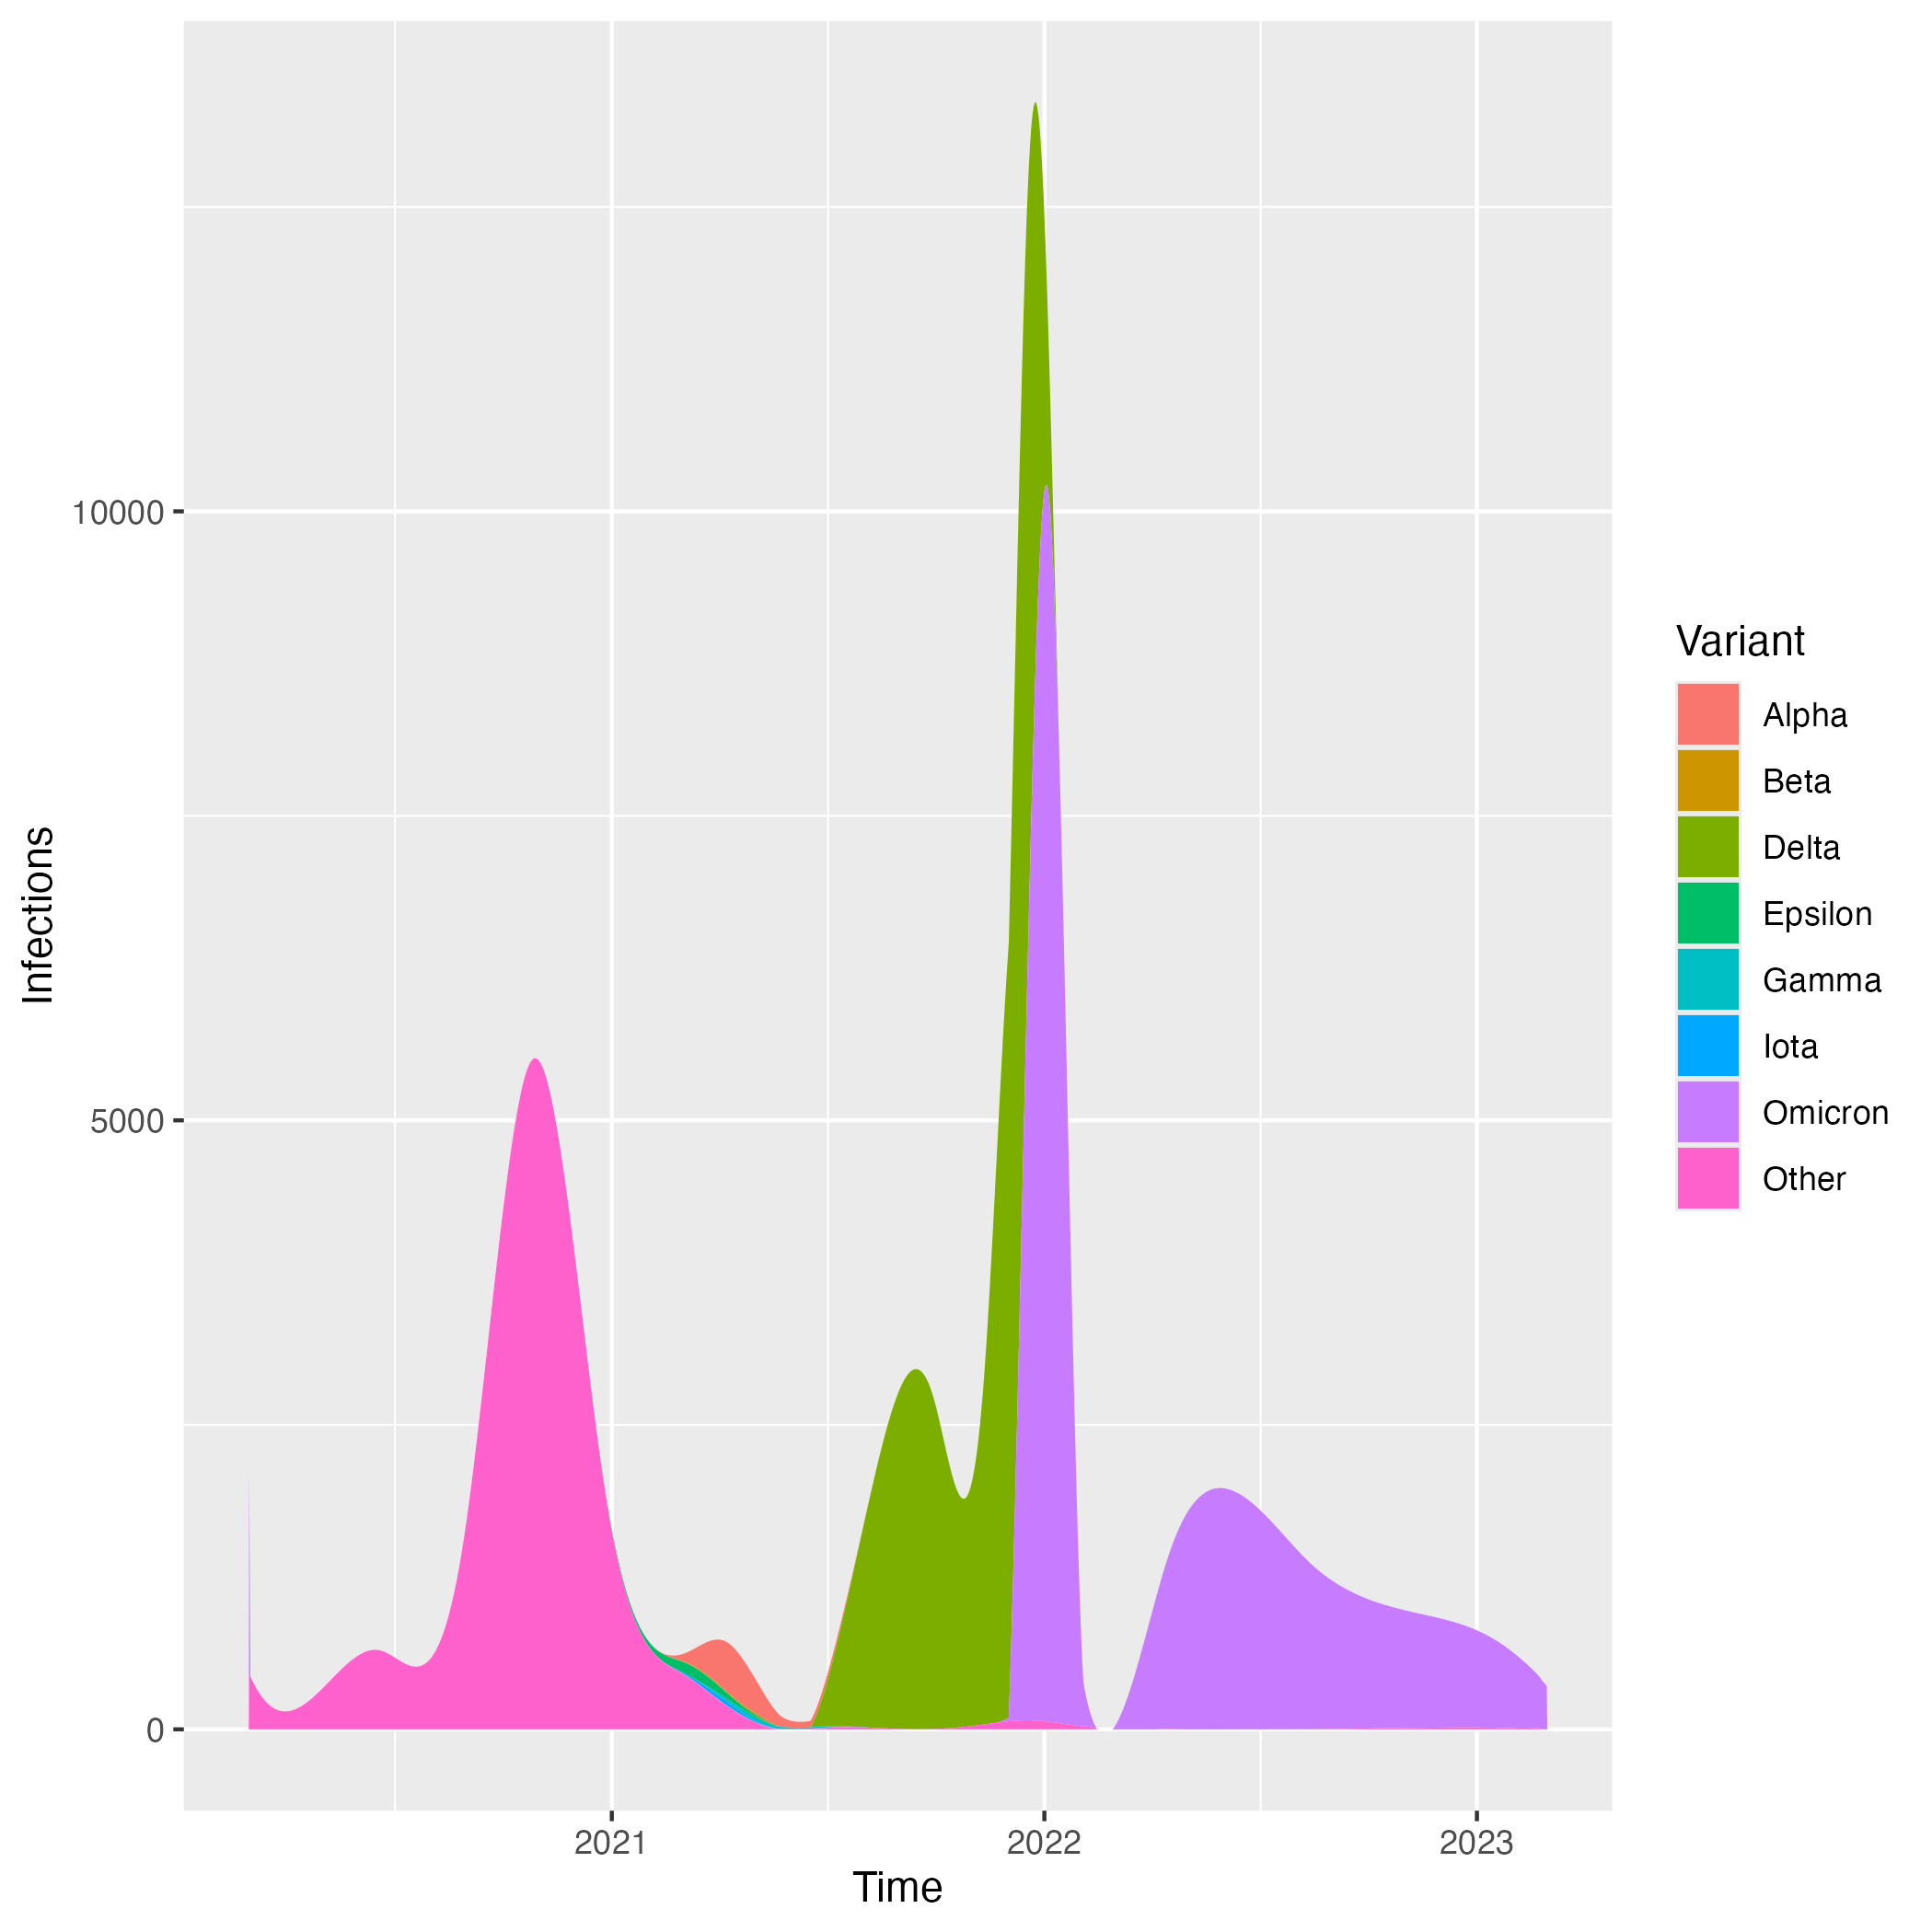 Infections
10000
5000
0
2021
2022
2023
Time
Variant
Alpha
Beta
Delta
Epsilon
Gamma
Iota
Omicron
Other